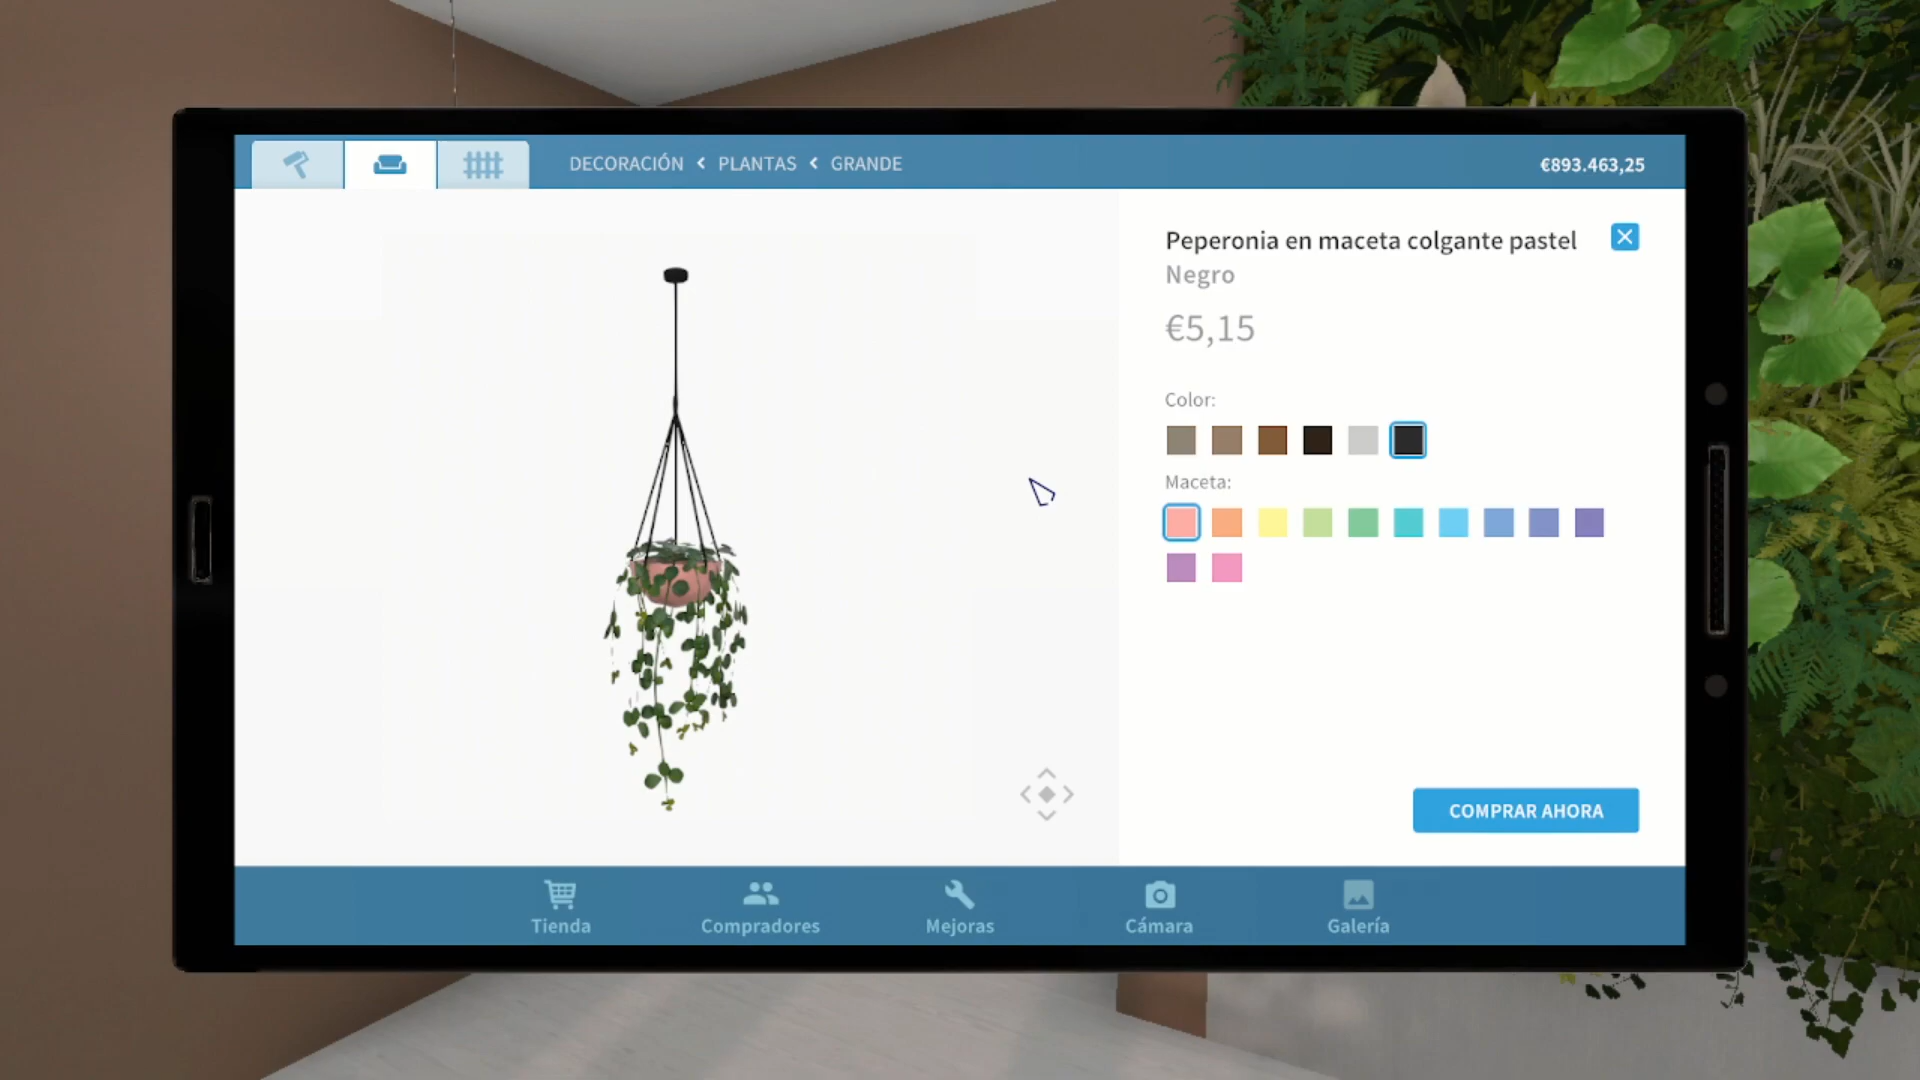 DECORACIÓN < PLANTAS < GRANDE
€893.463,25
Peperonia en maceta colgante pastel
Negro
€5,15
Color:
Maceta:
COMPRAR AHORA
Tienda
Compradores
Mejoras
Cámara
Galería